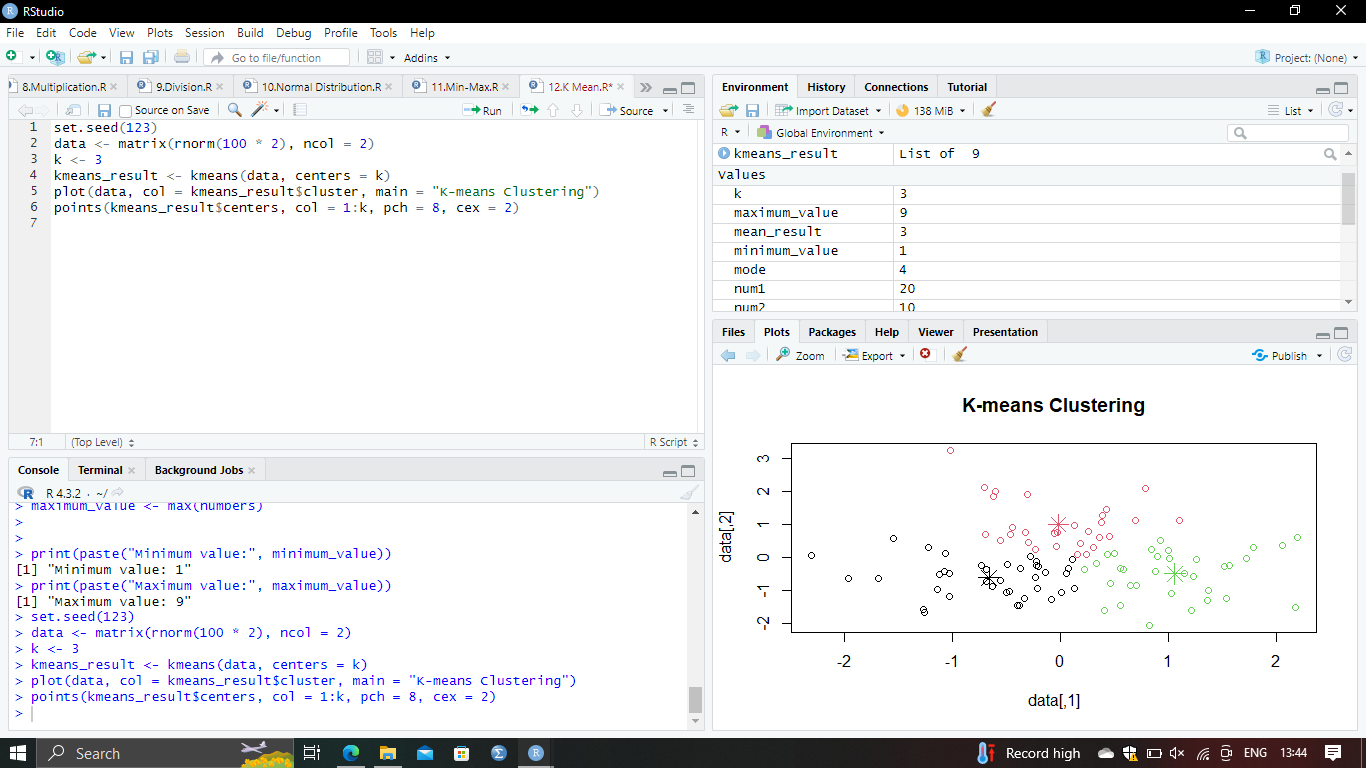 RStudio
File Edit Code View Plots Session Build Debug Profile Tools Help
Go to file/function Addins Project: (None)
8.Multiplication.R 9.Division.R 10.Normal Distribution.R 11.Min-Max.R 12.K Mean.R*
Source on Save Run Source
1 set.seed(123)
2 data <- matrix(rnorm(100 * 2), ncol = 2)
3 k <- 3
4 kmeans_result <- kmeans(data, centers = k)
5 plot(data, col = kmeans_result$cluster, main = "K-means Clustering")
6 points(kmeans_result$centers, col = 1:k, pch = 8, cex = 2)
7
7:1 (Top Level) R Script
Console Terminal Background Jobs
R 4.3.2 · ~/
> maximum_value <- max(numbers)
>
>
> print(paste("Minimum value:", minimum_value))
[1] "Minimum value: 1"
> print(paste("Maximum value:", maximum_value))
[1] "Maximum value: 9"
> set.seed(123)
> data <- matrix(rnorm(100 * 2), ncol = 2)
> k <- 3
> kmeans_result <- kmeans(data, centers = k)
> plot(data, col = kmeans_result$cluster, main = "K-means Clustering")
> points(kmeans_result$centers, col = 1:k, pch = 8, cex = 2)
>
Environment History Connections Tutorial
Import Dataset 138 MiB List
R Global Environment
kmeans_result List of 9
Values
k 3
maximum_value 9
mean_result 3
minimum_value 1
mode 4
num1 20
num2 10
Files Plots Packages Help Viewer Presentation
Zoom Export Publish
K-means Clustering
data[,2]
3
2
1
0
-1
-2
-2 -1 0 1 2
data[,1]
Search Record high ENG 13:44